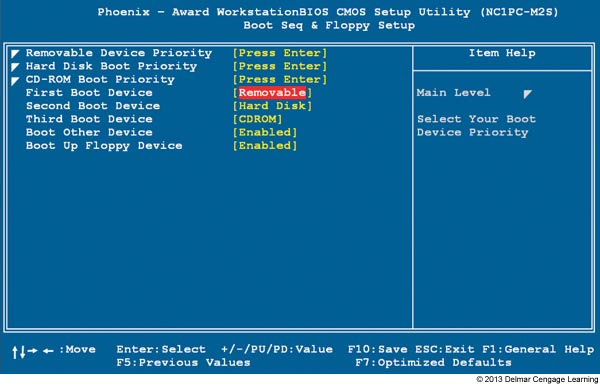 Phoenix - Award WorkstationBIOS CMOS Setup Utility (NC1PC-M2S)
Boot Seq & Floppy Setup
Removable Device Priority [Press Enter]
Hard Disk Boot Priority [Press Enter]
CD-ROM Boot Priority [Press Enter]
First Boot Device [Removable]
Second Boot Device [Hard Disk]
Third Boot Device [CDROM]
Boot Other Device [Enabled]
Boot Up Floppy Device [Enabled]
Item Help
Main Level
Select Your Boot
Device Priority
↑↓→←:Move Enter:Select +/-/PU/PD:Value F10:Save ESC:Exit F1:General Help
F5:Previous Values F7:Optimized Defaults
© 2013 Delmar Cengage Learning